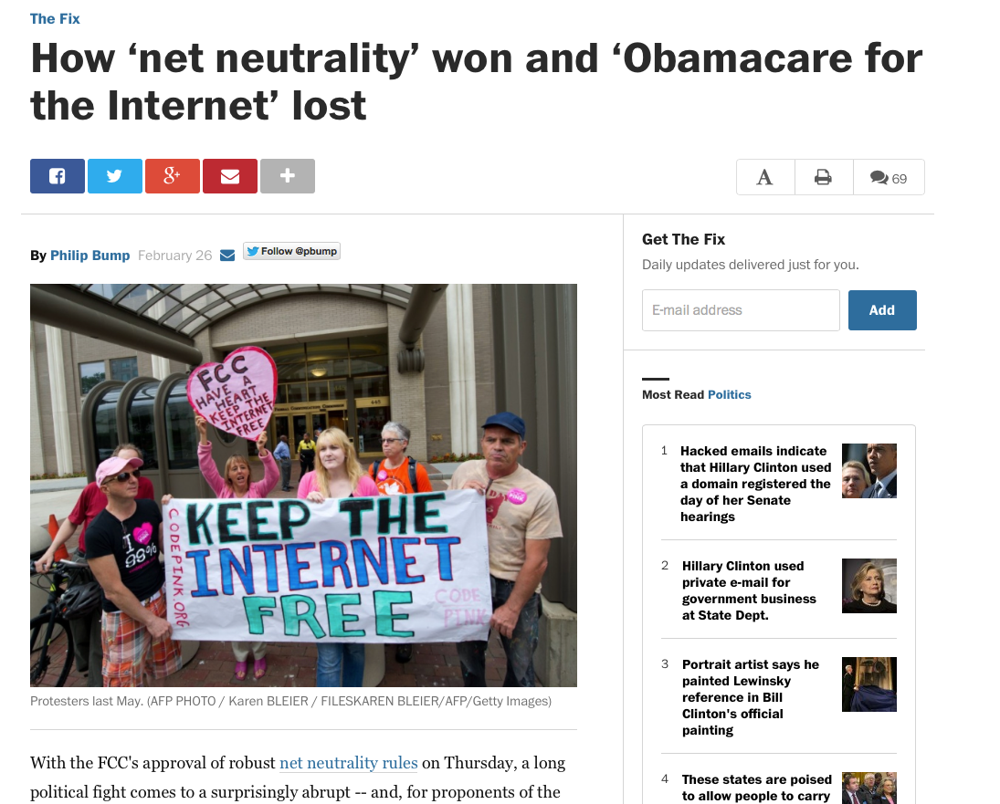 The Fix
How ‘net neutrality’ won and ‘Obamacare for
the Internet’ lost
g+
A
69
By Philip Bump February 26 Follow @pbump
FCC
HAVE A
HEART
KEEP THE
INTERNET
FREE
445
I
99%
CODEPINK.ORG
KEEP THE
INTERNET
FREE
CODE
PINK
Protesters last May. (AFP PHOTO / Karen BLEIER / FILESKAREN BLEIER/AFP/Getty Images)
With the FCC's approval of robust net neutrality rules on Thursday, a long
political fight comes to a surprisingly abrupt -- and, for proponents of the
Get The Fix
Daily updates delivered just for you.
E-mail address
Add
Most Read Politics
1 Hacked emails indicate
that Hillary Clinton used
a domain registered the
day of her Senate
hearings
2 Hillary Clinton used
private e-mail for
government business
at State Dept.
3 Portrait artist says he
painted Lewinsky
reference in Bill
Clinton's official
painting
4 These states are poised
to allow people to carry